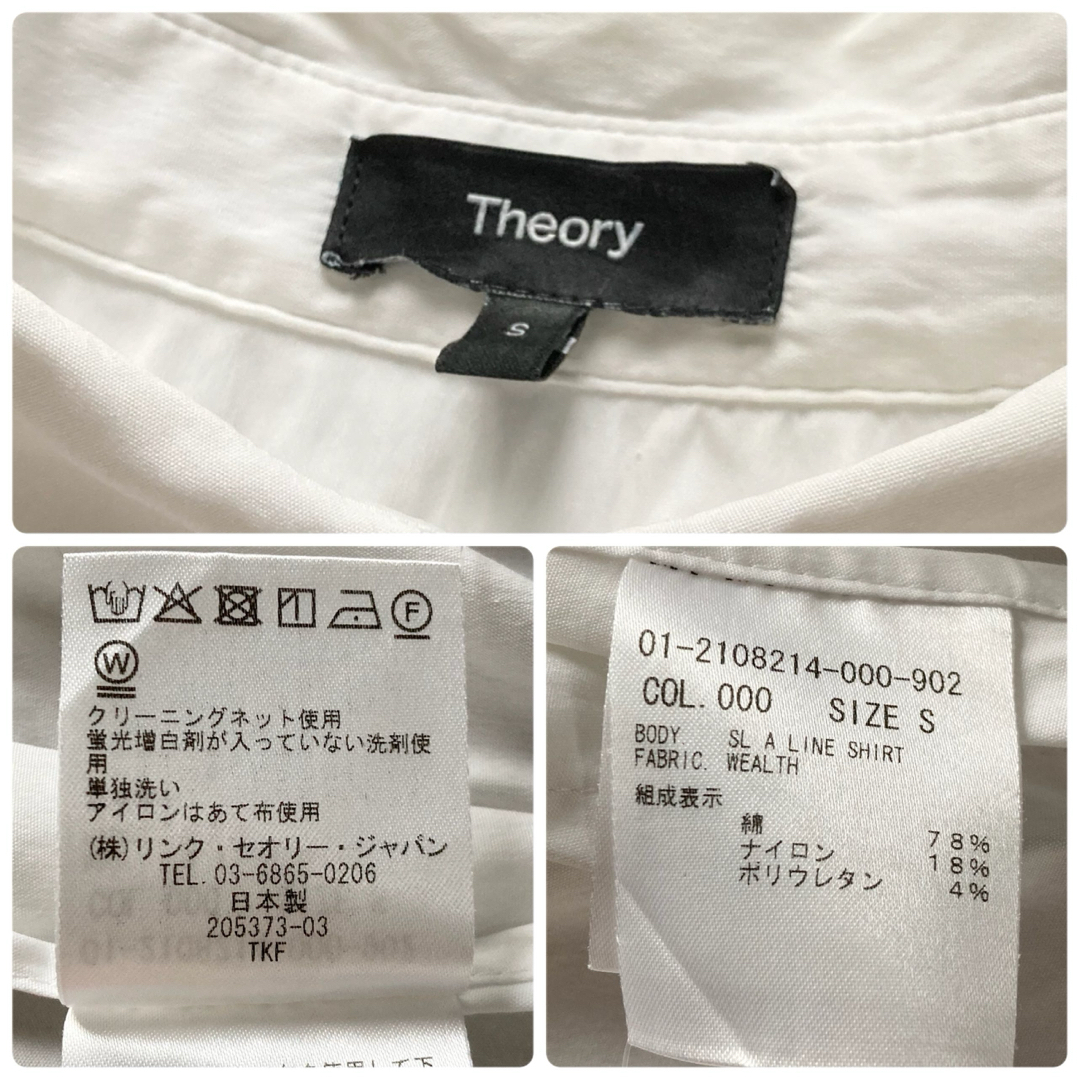 Theory
S
F
W
クリーニングネット使用
蛍光増白剤が入っていない洗剤使
用
単独洗い
アイロンはあて布使用
(株)リンク・セオリー・ジャパン
TEL.03-6865-0206
日本製
205373-03
TKF
01-2108214-000-902
COL.000 SIZE S
BODY SL A LINE SHIRT
FABRIC. WEALTH
組成表示
綿 78%
ナイロン 18%
ポリウレタン 4%